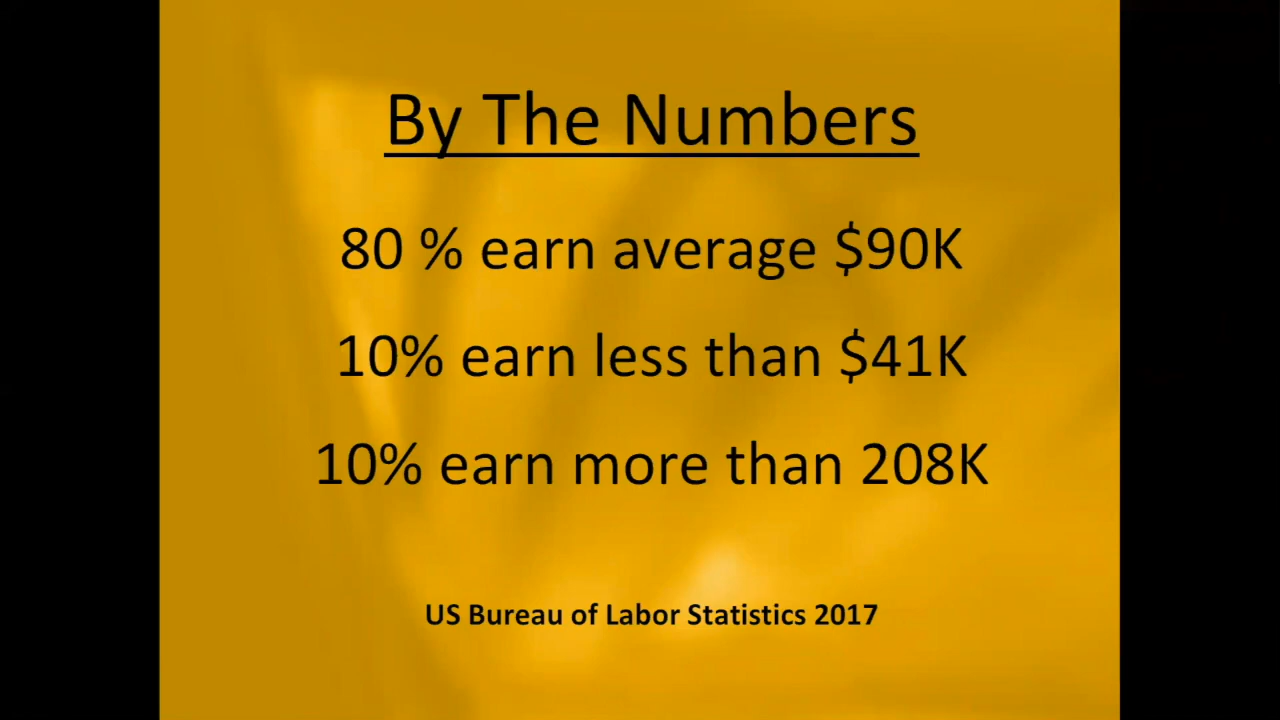 By The Numbers
80 % earn average $90K
10% earn less than $41K
10% earn more than 208K
US Bureau of Labor Statistics 2017